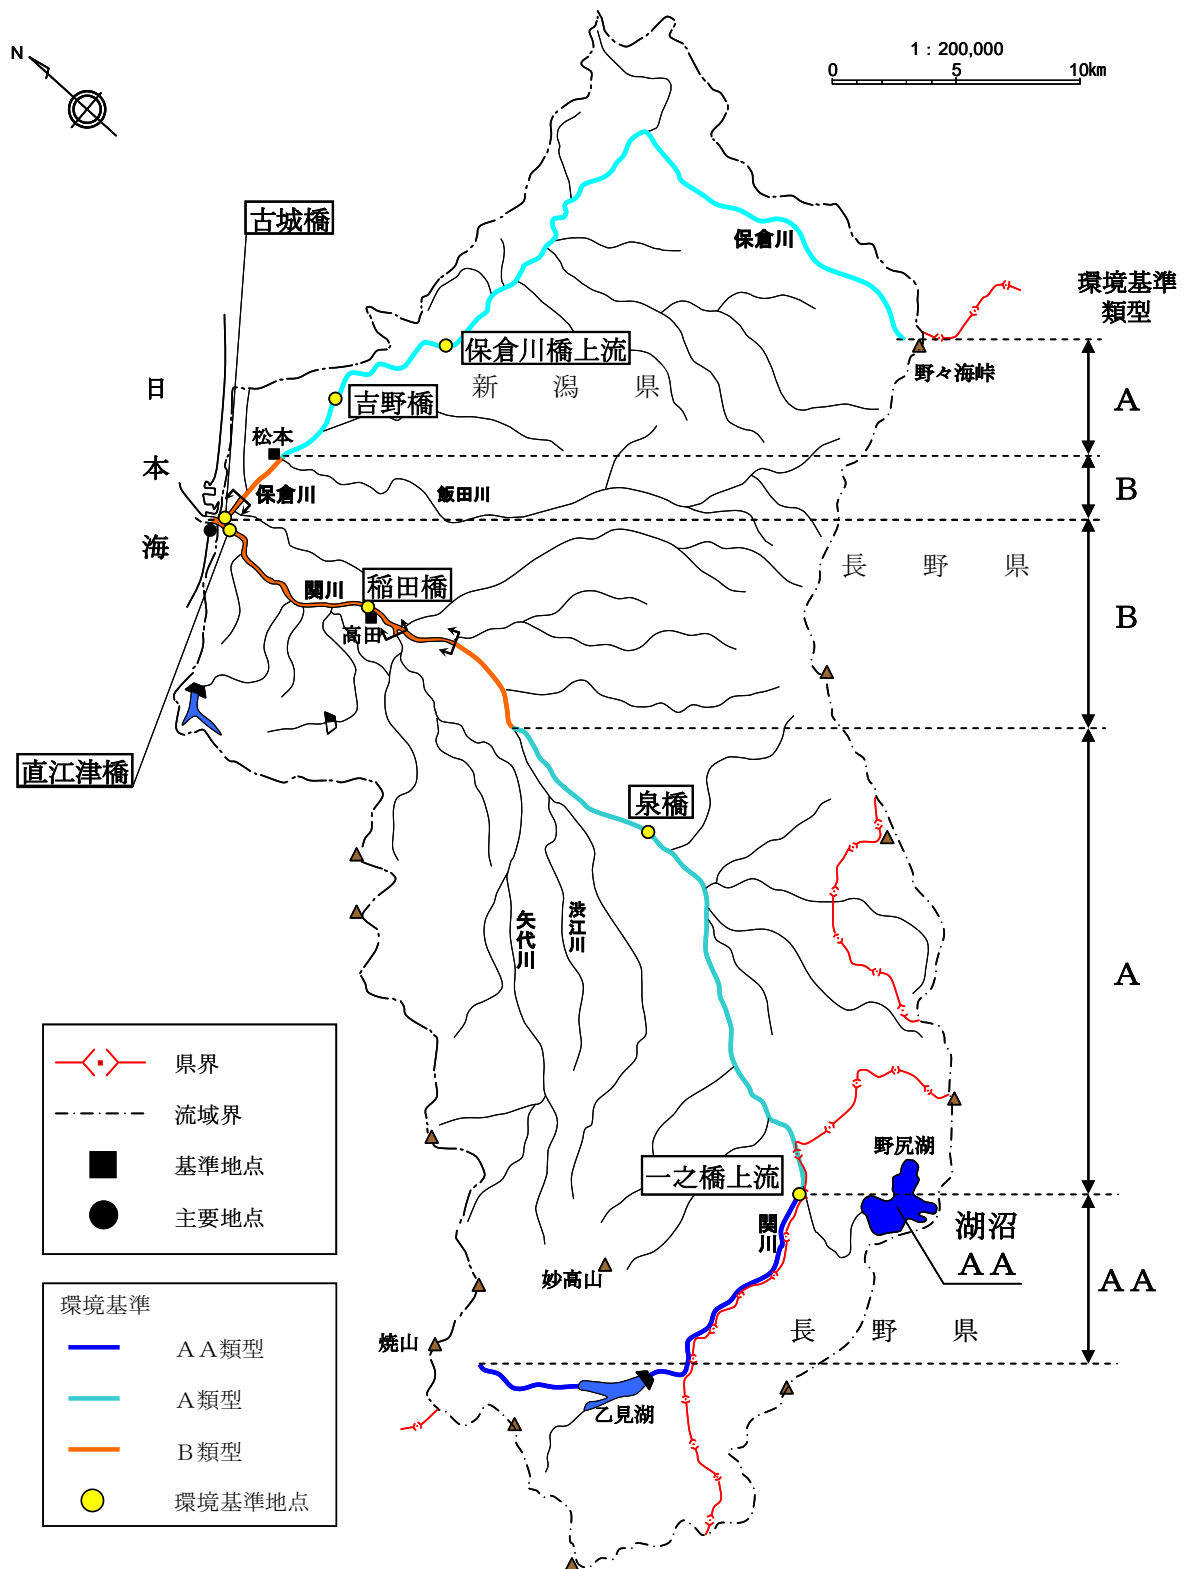 N
1：200,000
0 5 10km
古城橋
保倉川
環境基準
類型
保倉川橋上流
野々海峠
新潟県
日本海
吉野橋
A
松本
保倉川
飯田川
B
長野県
関川
稲田橋
高田
B
直江津橋
泉橋
矢代川
渋江川
A
県界
流域界
基準地点
主要地点
野尻湖
一之橋上流
関川
湖沼
ＡＡ
妙高山
ＡＡ
焼山
長野県
乙見湖
環境基準
ＡＡ類型
Ａ類型
Ｂ類型
環境基準地点